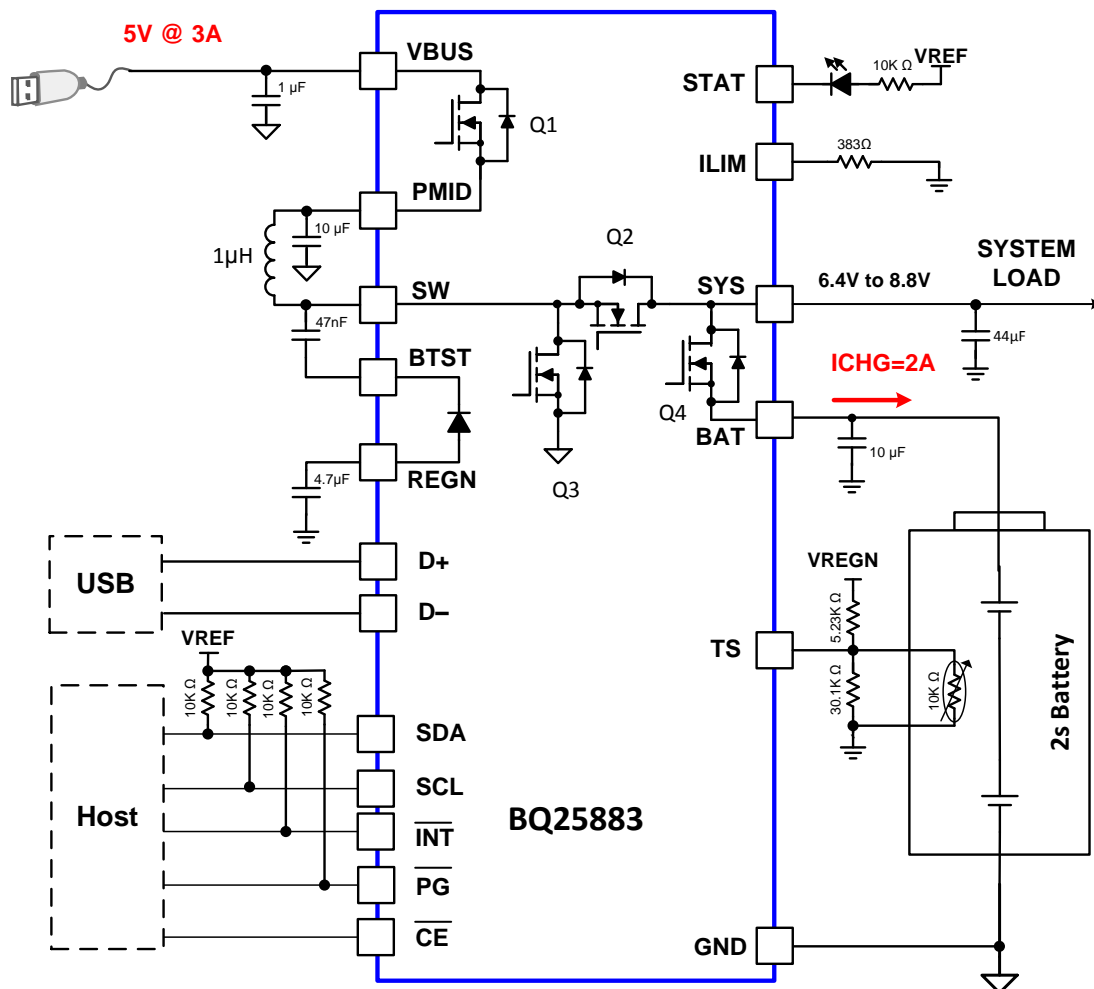 5V @ 3A
VBUS
1 µF
Q1
STAT
10K Ω
VREF
ILIM
383Ω
PMID
10 µF
1µH
Q2
SW
SYS
6.4V to 8.8V
SYSTEM
LOAD
47nF
44µF
BTST
ICHG=2A
Q4
BAT
10 µF
REGN
4.7µF
Q3
USB
D+
D–
VREGN
5.23K Ω
TS
30.1K Ω
10K Ω
2s Battery
VREF
10K Ω
10K Ω
10K Ω
10K Ω
Host
SDA
SCL
INT
PG
CE
BQ25883
GND